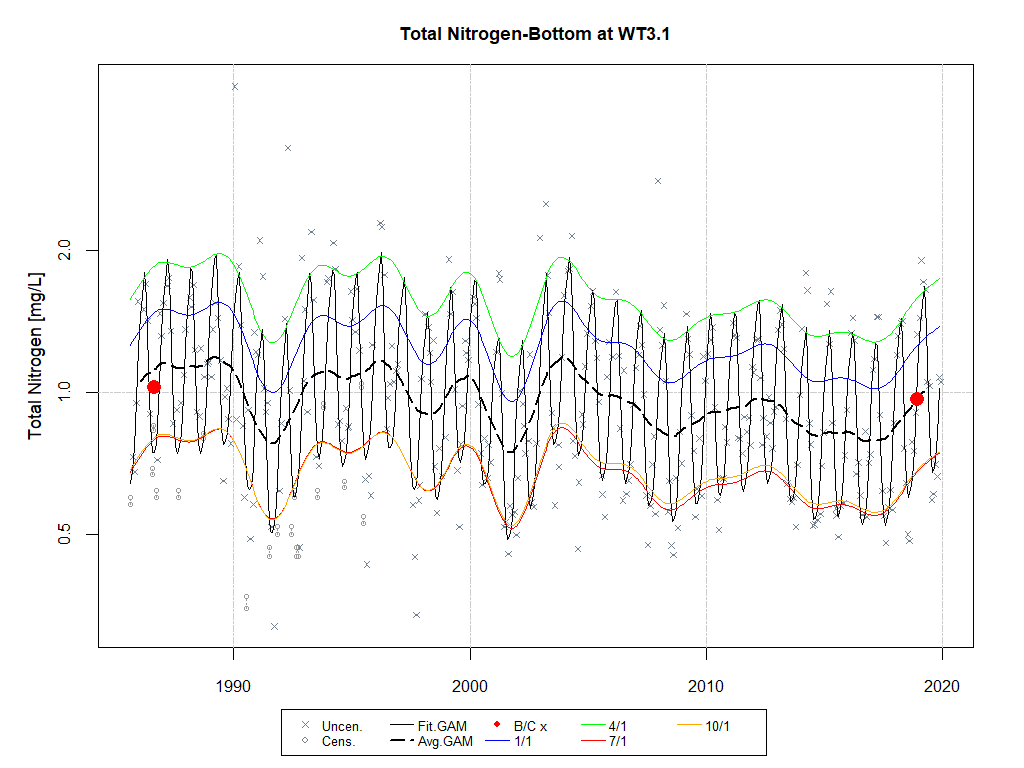 Total Nitrogen-Bottom at WT3.1
Total Nitrogen [mg/L]
2.0
1.0
0.5
1990 2000 2010 2020
Uncen. Fit.GAM B/C x 4/1 10/1
Cens. Avg.GAM 1/1 7/1